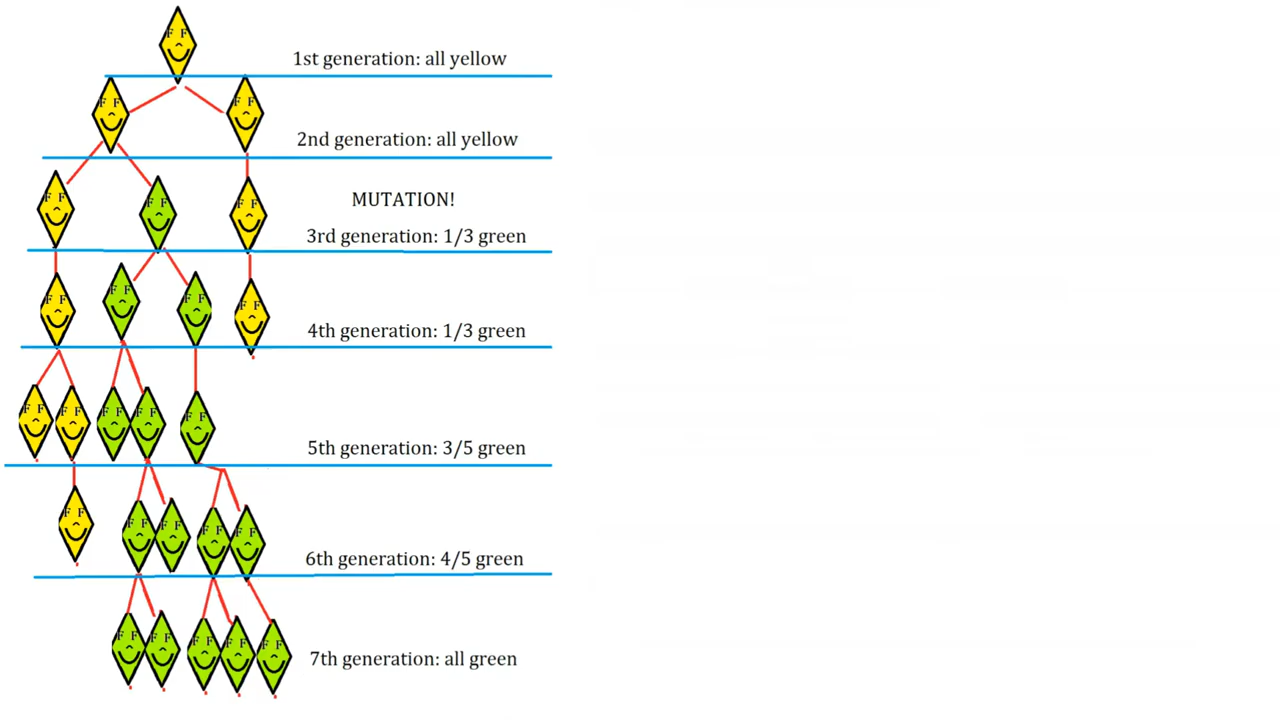 F F
1st generation: all yellow
F F F F
2nd generation: all yellow
F F F F F F
MUTATION!
3rd generation: 1/3 green
F F F F F F F F
4th generation: 1/3 green
F F F F F F F F F F
5th generation: 3/5 green
F F F F F F F F F F
6th generation: 4/5 green
F F F F F F F F F F
7th generation: all green